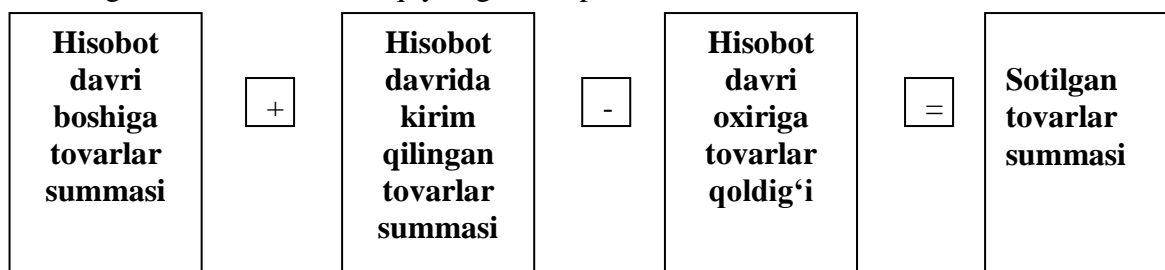 Hisobot
davri
boshiga
tovarlar
summasi
+
Hisobot
davrida
kirim
qilingan
tovarlar
summasi
-
Hisobot
davri
oxiriga
tovarlar
qoldig‘i
=
Sotilgan
tovarlar
summasi